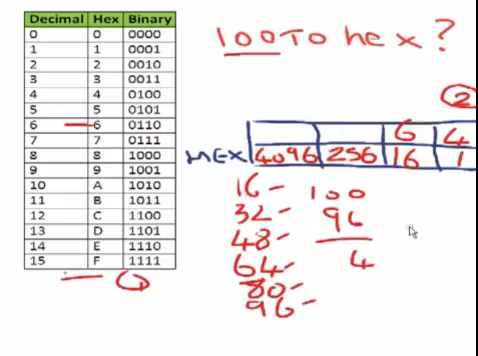 Decimal Hex Binary
0 0 0000
1 1 0001
2 2 0010
3 3 0011
4 4 0100
5 5 0101
6 6 0110
7 7 0111
8 8 1000
9 9 1001
10 A 1010
11 B 1011
12 C 1100
13 D 1101
14 E 1110
15 F 1111
100 TO hex?
2
6 4
HEX 4096 256 16 1
16-
32-
48-
64-
80-
96-
100
96
4